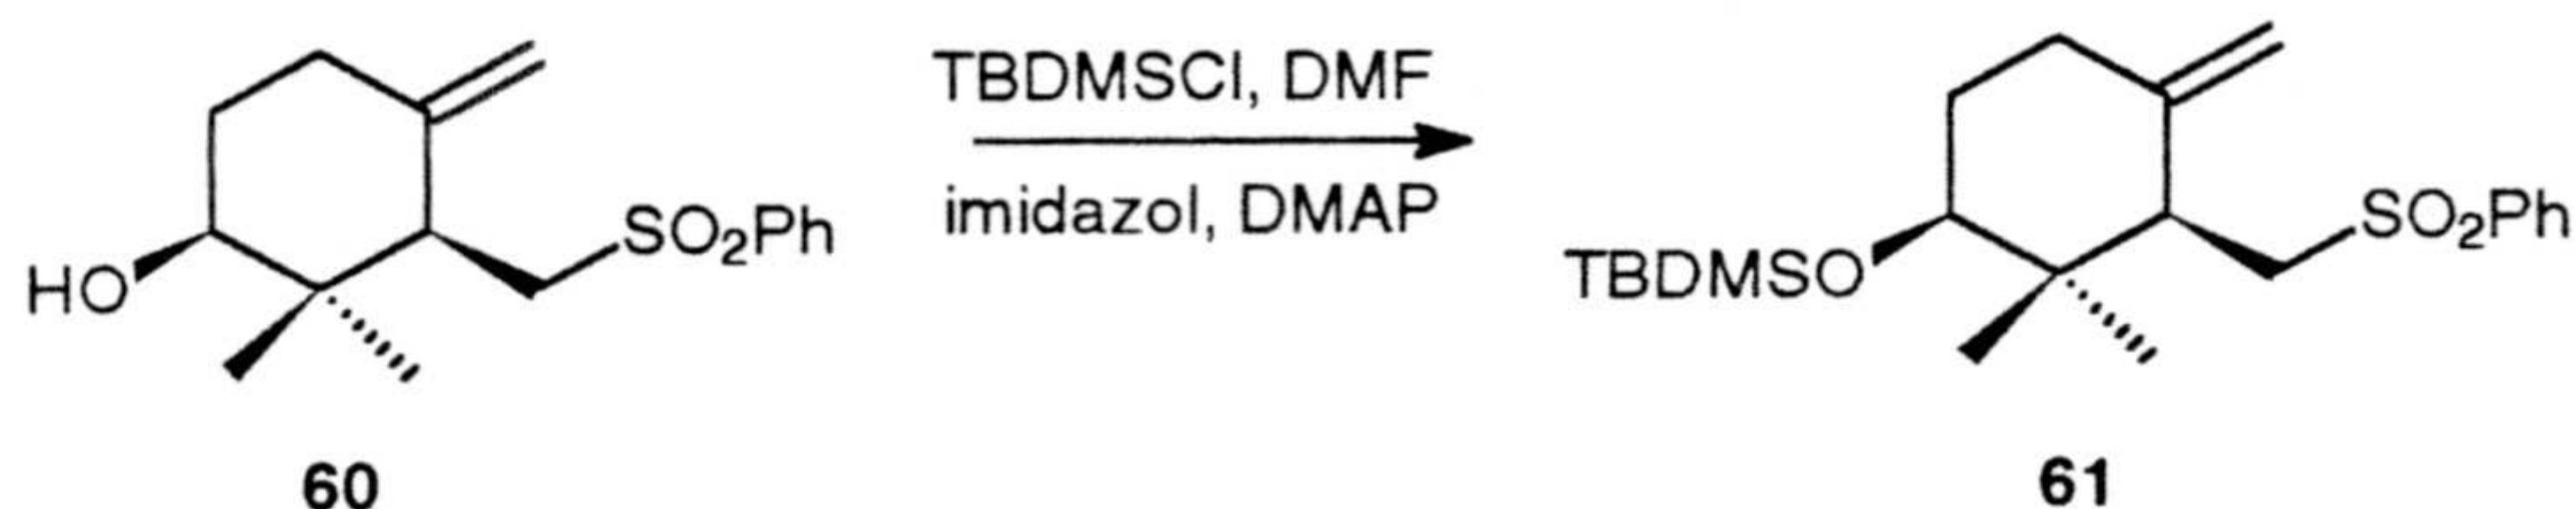 TBDMSCl, DMF
imidazol, DMAP
HO
SO2Ph
TBDMSO
SO2Ph
60
61